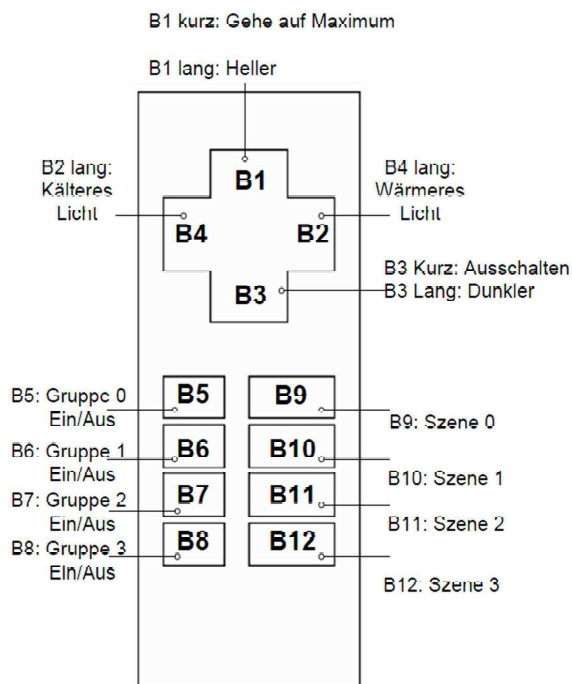 B1 kurz: Gehe auf Maximum
B1 lang: Heller
B2 lang:
Kälteres
Licht
B4 lang:
Wärmeres
Licht
B1
B4
B2
B3
B3 Kurz: Ausschalten
B3 Lang: Dunkler
B5: Gruppe 0
Ein/Aus
B5
B9
B9: Szene 0
B6: Gruppe 1
Ein/Aus
B6
B10
B10: Szene 1
B7: Gruppe 2
Ein/Aus
B7
B11
B11: Szene 2
B8: Gruppe 3
Ein/Aus
B8
B12
B12: Szene 3